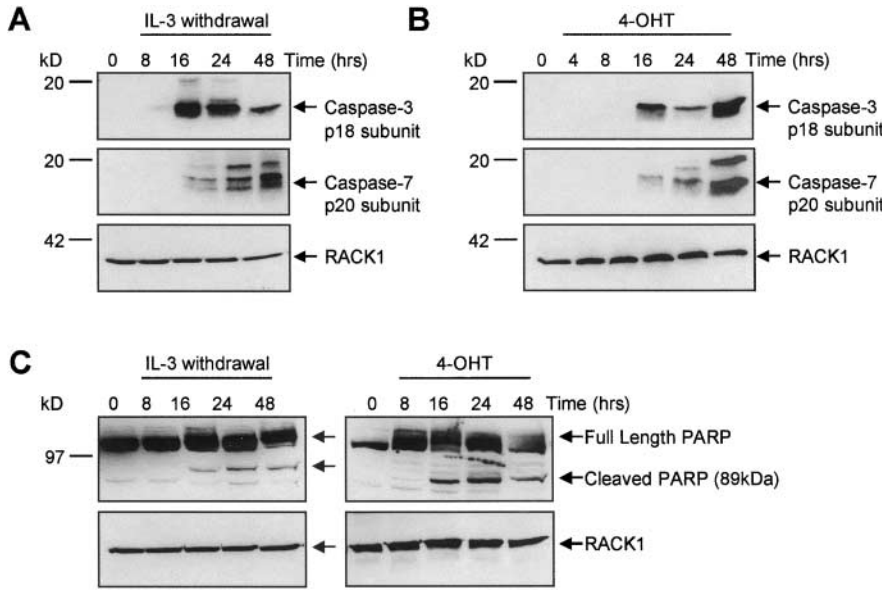 A
IL-3 withdrawal
0 8 16 24 48 Time (hrs)
kD
20
Caspase-3
p18 subunit
20
Caspase-7
p20 subunit
42
RACK1
B
4-OHT
0 4 8 16 24 48 Time (hrs)
kD
20
Caspase-3
p18 subunit
20
Caspase-7
p20 subunit
42
RACK1
C
IL-3 withdrawal
4-OHT
kD
0 8 16 24 48
0 8 16 24 48 Time (hrs)
97
Full Length PARP
Cleaved PARP (89kDa)
RACK1